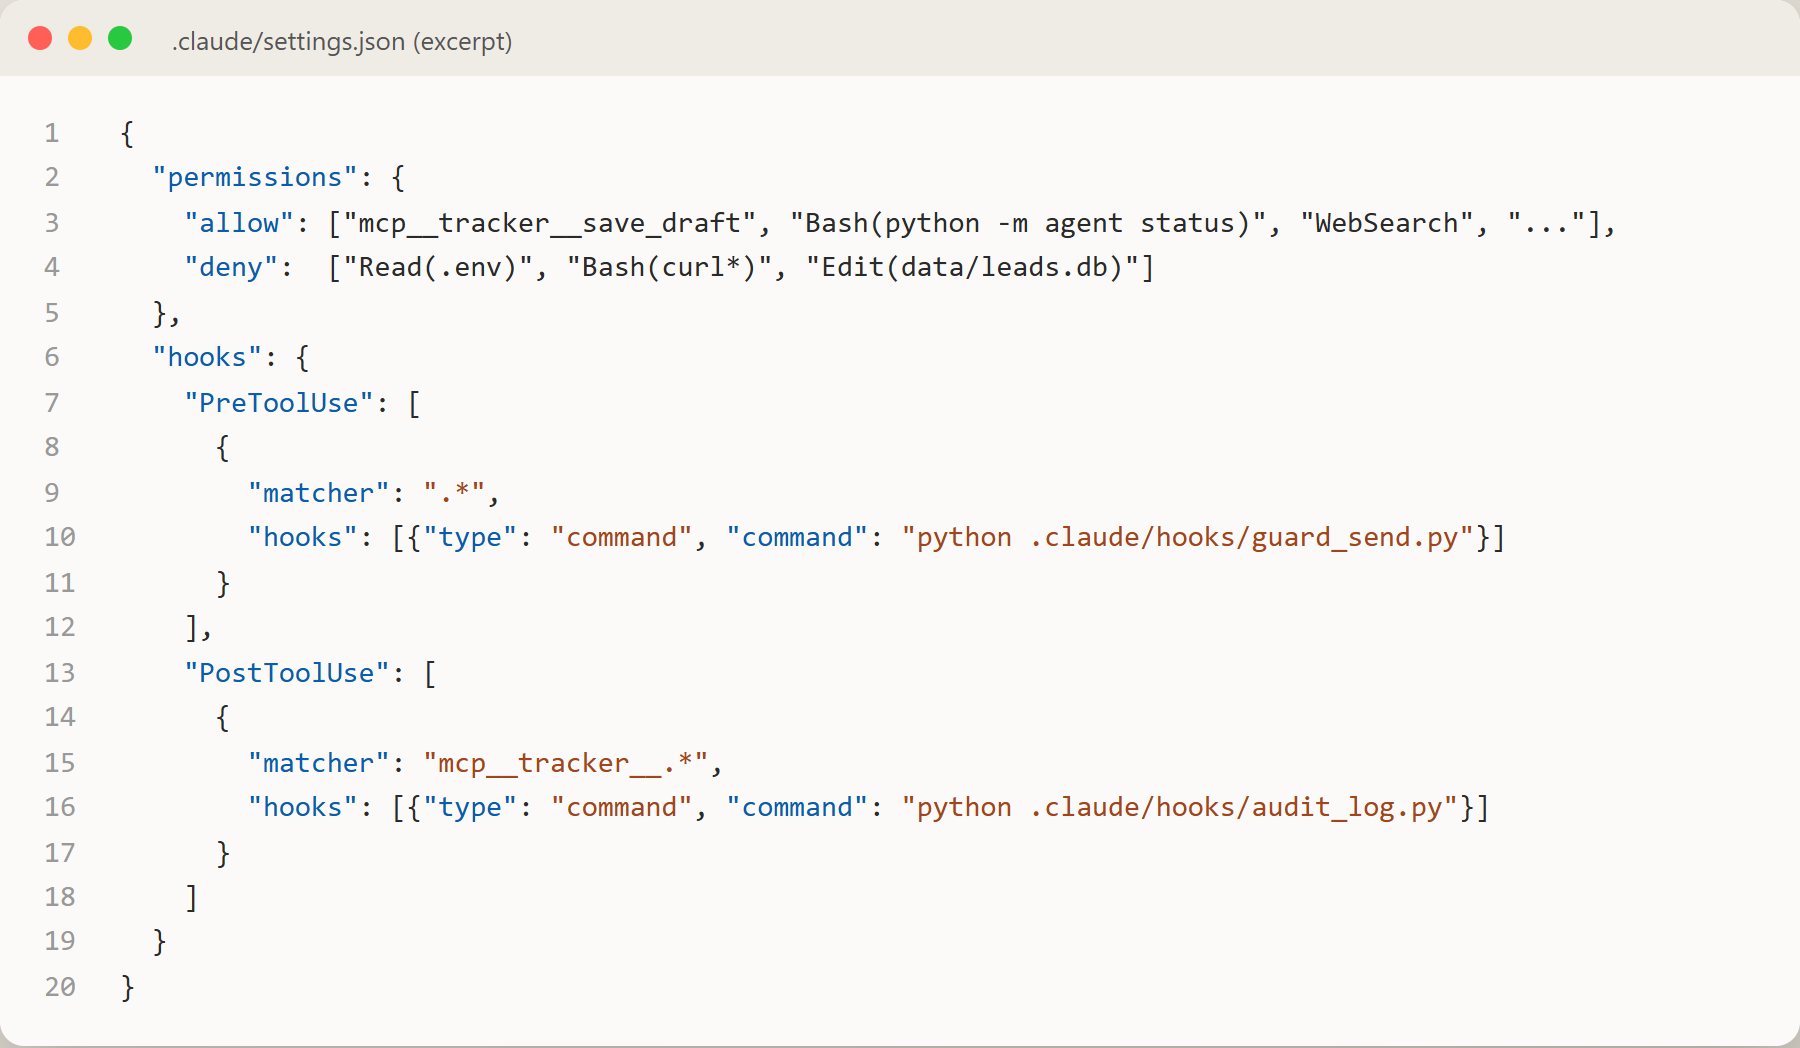 .claude/settings.json (excerpt)
1 {
2   "permissions": {
3     "allow": ["mcp__tracker__save_draft", "Bash(python -m agent status)", "WebSearch", "..."],
4     "deny":  ["Read(.env)", "Bash(curl*)", "Edit(data/leads.db)"]
5   },
6   "hooks": {
7     "PreToolUse": [
8       {
9         "matcher": ".*",
10         "hooks": [{"type": "command", "command": "python .claude/hooks/guard_send.py"}]
11       }
12     ],
13     "PostToolUse": [
14       {
15         "matcher": "mcp__tracker__.*",
16         "hooks": [{"type": "command", "command": "python .claude/hooks/audit_log.py"}]
17       }
18     ]
19   }
20 }